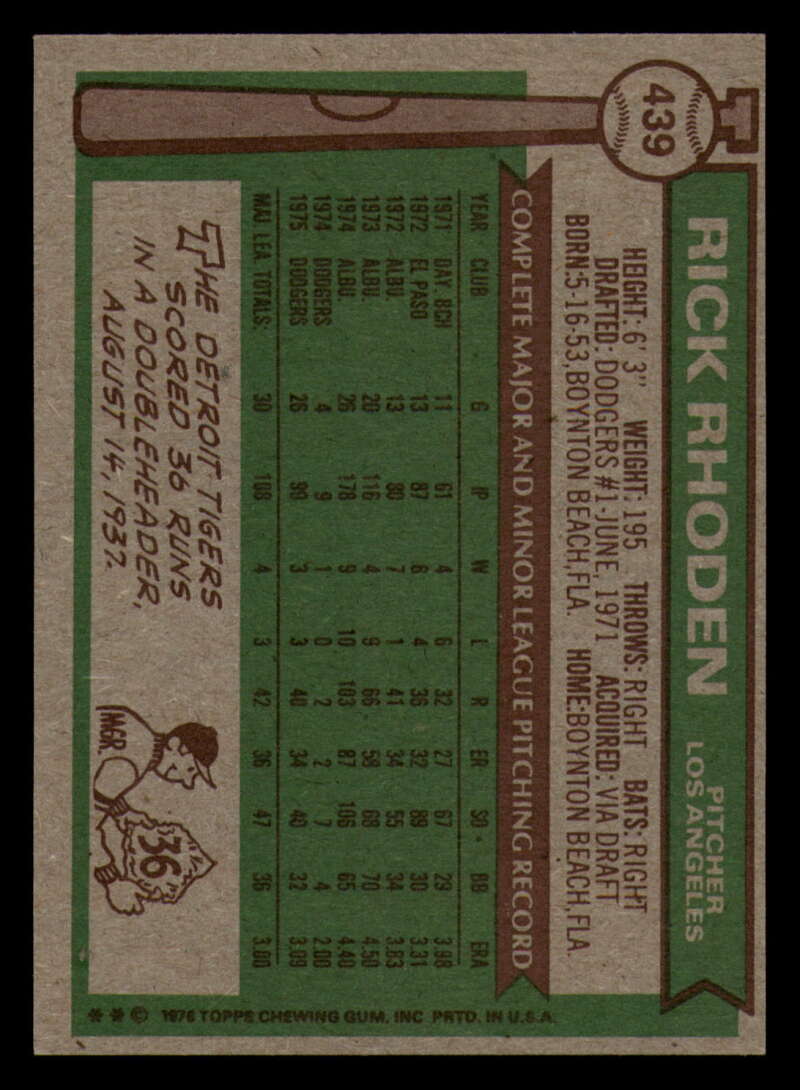 439
RICK RHODEN
PITCHER
LOS ANGELES
HEIGHT: 6' 3" WEIGHT: 195 THROWS: RIGHT BATS: RIGHT
DRAFTED: DODGERS #1-JUNE, 1971 ACQUIRED: VIA DRAFT
BORN:5-16-53, BOYNTON BEACH, FLA. HOME:BOYNTON BEACH, FLA.
COMPLETE MAJOR AND MINOR LEAGUE PITCHING RECORD
YEAR CLUB G IP W L R ER SO BB ERA
1971 DAY. BCH 11 61 4 6 32 27 67 29 3.98
1972 EL PASO 13 87 6 4 36 32 89 30 3.31
1972 ALBU. 13 80 7 1 41 34 55 34 3.83
1973 ALBU. 20 116 4 9 66 58 68 70 4.50
1974 ALBU. 26 178 9 10 103 87 106 65 4.40
1974 DODGERS 4 9 1 0 2 2 7 4 2.00
1975 DODGERS 26 99 3 3 40 34 40 32 3.09
MAJ. LEA. TOTALS. 30 108 4 3 42 36 47 36 3.00
THE DETROIT TIGERS
SCORED 36 RUNS
IN A DOUBLEHEADER,
AUGUST 14, 1937.
MGR.
36
** © 1976 TOPPS CHEWING GUM, INC. PRTD. IN U.S.A.